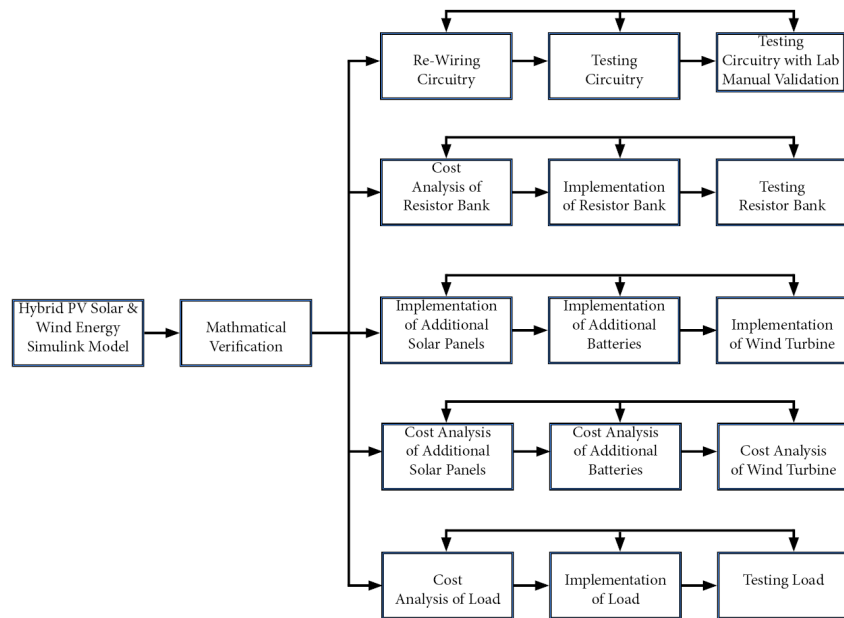 Re-Wiring
Circuitry
Testing
Circuitry
Testing
Circuitry with Lab
Manual Validation
Cost
Analysis of
Resistor Bank
Implementation
of Resistor Bank
Testing
Resistor Bank
Hybrid PV Solar &
Wind Energy
Simulink Model
Mathmatical
Verification
Implementation
of Additional
Solar Panels
Implementation
of Additional
Batteries
Implementation
of Wind Turbine
Cost Analysis
of Additional
Solar Panels
Cost Analysis
of Additional
Batteries
Cost Analysis
of Wind Turbine
Cost
Analysis of Load
Implementation
of Load
Testing Load